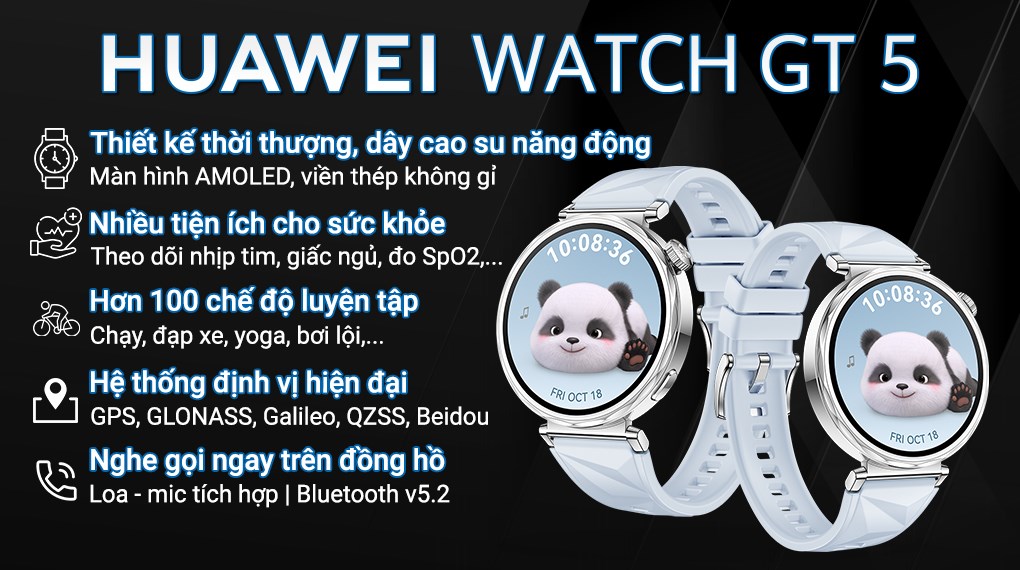 HUAWEI WATCH GT 5
Thiết kế thời thượng, dây cao su năng động
Màn hình AMOLED, viền thép không gỉ
Nhiều tiện ích cho sức khỏe
Theo dõi nhịp tim, giấc ngủ, đo SpO2,...
Hơn 100 chế độ luyện tập
Chạy, đạp xe, yoga, bơi lội,...
Hệ thống định vị hiện đại
GPS, GLONASS, Galileo, QZSS, Beidou
Nghe gọi ngay trên đồng hồ
Loa - mic tích hợp | Bluetooth v5.2
10:08:36
FRI OCT 18
10:08:36
FRI OCT 18